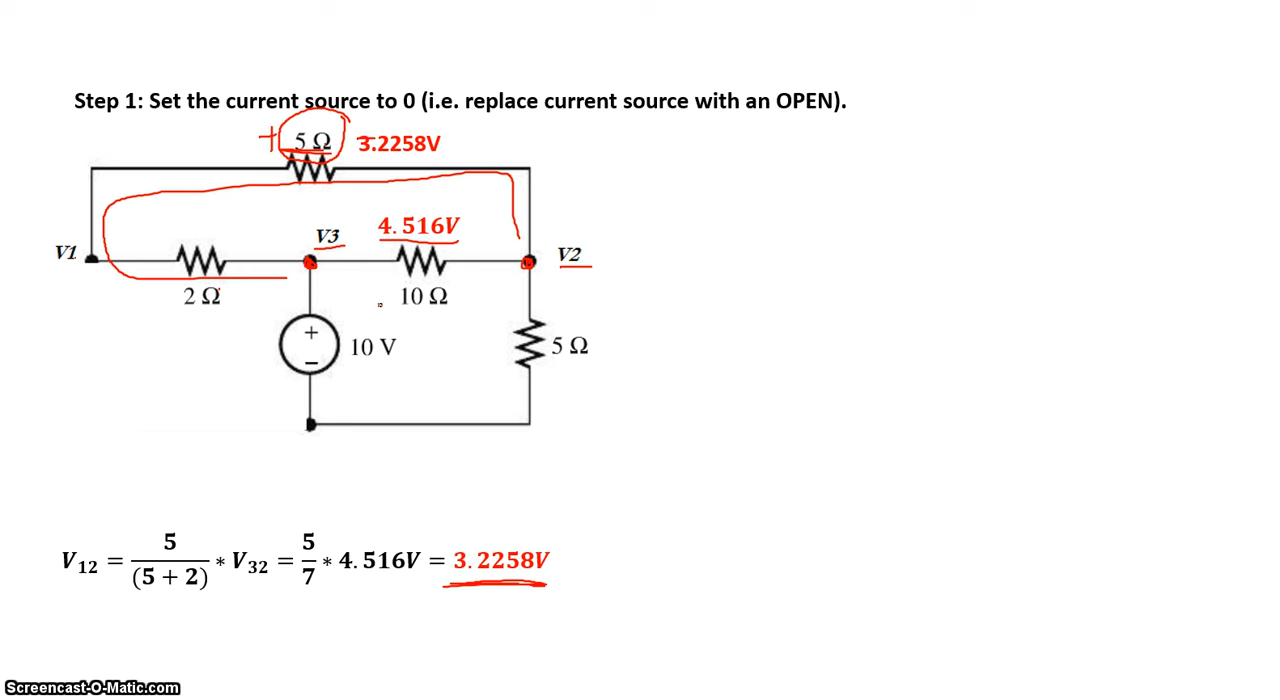 Step 1: Set the current source to 0 (i.e. replace current source with an OPEN).
+ 5 Ω 3.2258V
V3 4.516V
V1 V2
2 Ω 10 Ω
+
10 V 5 Ω
−
V12 = 5/(5 + 2) * V32 = 5/7 * 4.516V = 3.2258V
Screencast-O-Matic.com